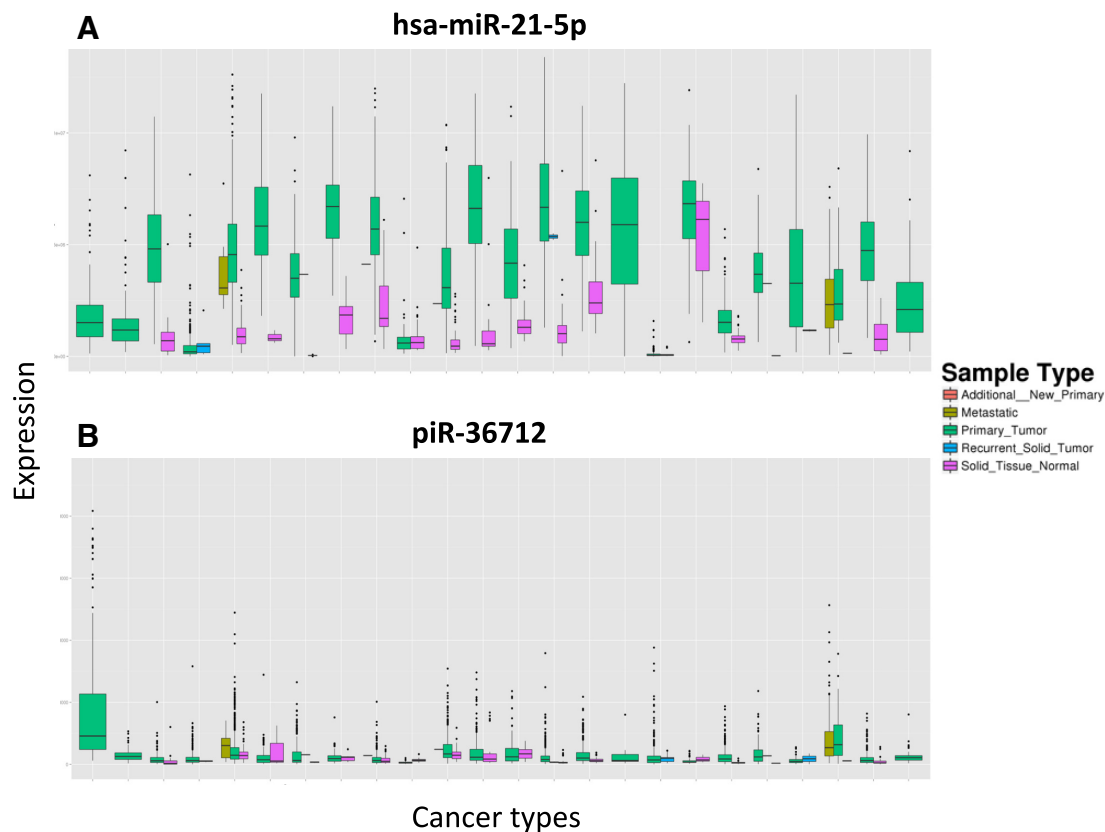 A
hsa-miR-21-5p
Expression
Sample Type
Additional__New_Primary
Metastatic
Primary_Tumor
Recurrent_Solid_Tumor
Solid_Tissue_Normal
B
piR-36712
Cancer types